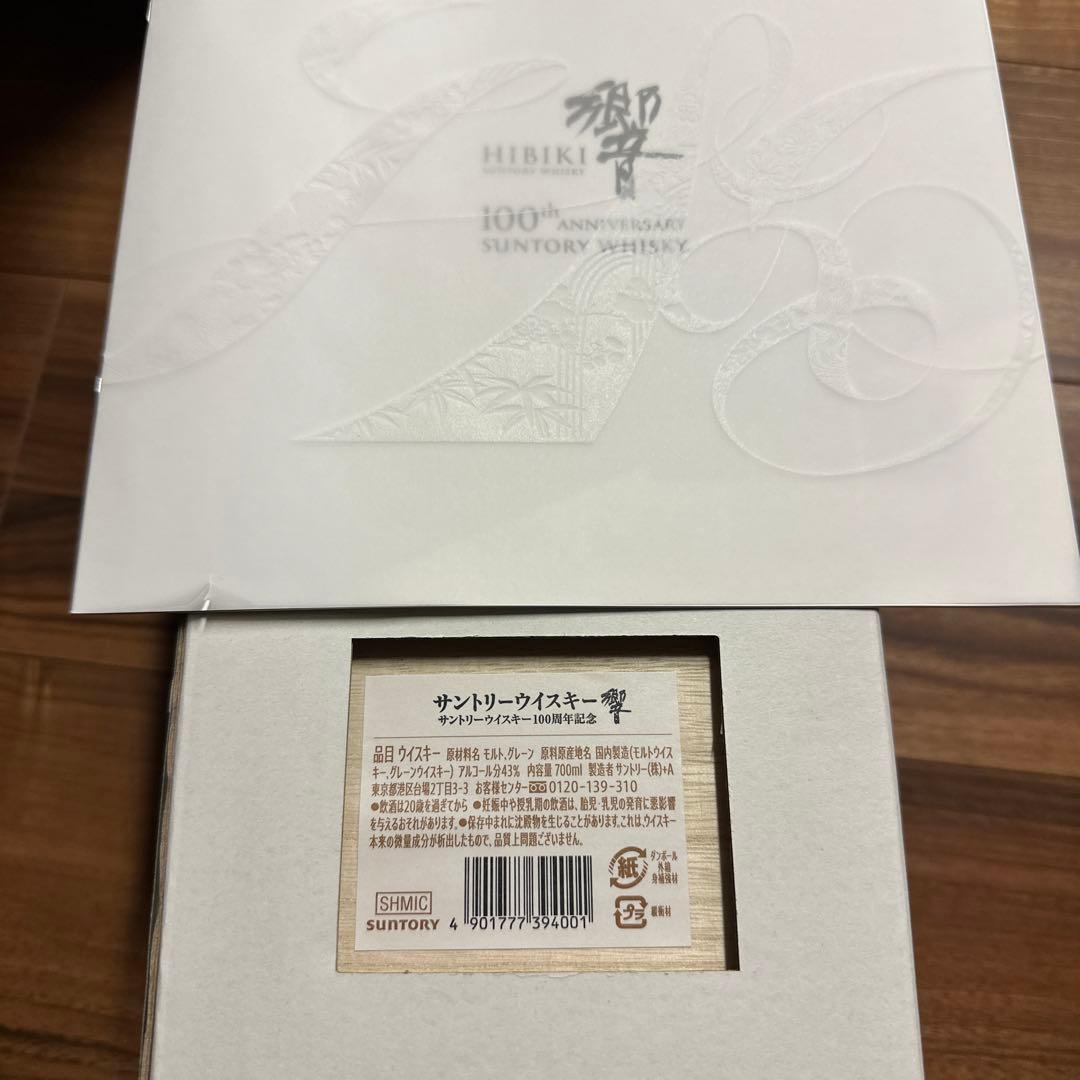 響
HIBIKI
SUNTORY WHISKY
100th ANNIVERSARY
SUNTORY WHISKY
サントリーウイスキー 響
サントリーウイスキー100周年記念
品目 ウイスキー 原材料名 モルト、グレーン 原料原産地名 国内製造(モルトウイス
キー、グレーンウイスキー) アルコール分43% 内容量 700ml 製造者 サントリー(株)+A
東京都港区台場2丁目3-3 お客様センター 0120-139-310
●飲酒は20歳を過ぎてから ●妊娠中や授乳期の飲酒は、胎児・乳児の発育に悪影響
を与えるおそれがあります。●保存中まれに沈殿物を生じることがあります。これは、ウイスキー
本来の微量成分が析出したもので、品質上問題ございません。
紙
ダンボール
外箱
身補強材
プラ
緩衝材
SHMIC
SUNTORY
4 901777 394001